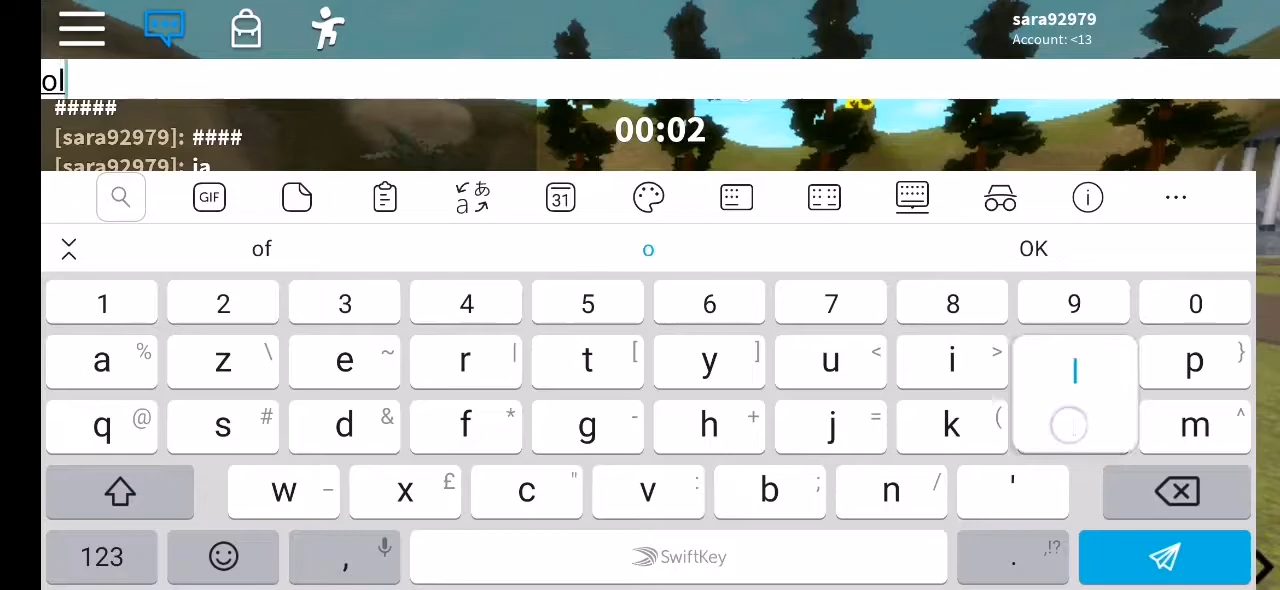 sara92979
Account: <13
ol
#####
[sara92979]: ####
00:02
[sara92979]: ja
GIF
あ
a
31
of o OK
1 2 3 4 5 6 7 8 9 0
a % z \ e ~ r | t [ y ] u < i > p }
q @ s # d & f * g - h + j = k ( l m ^
w _ x £ c " v : b ; n / '
123 , . ,!?
SwiftKey